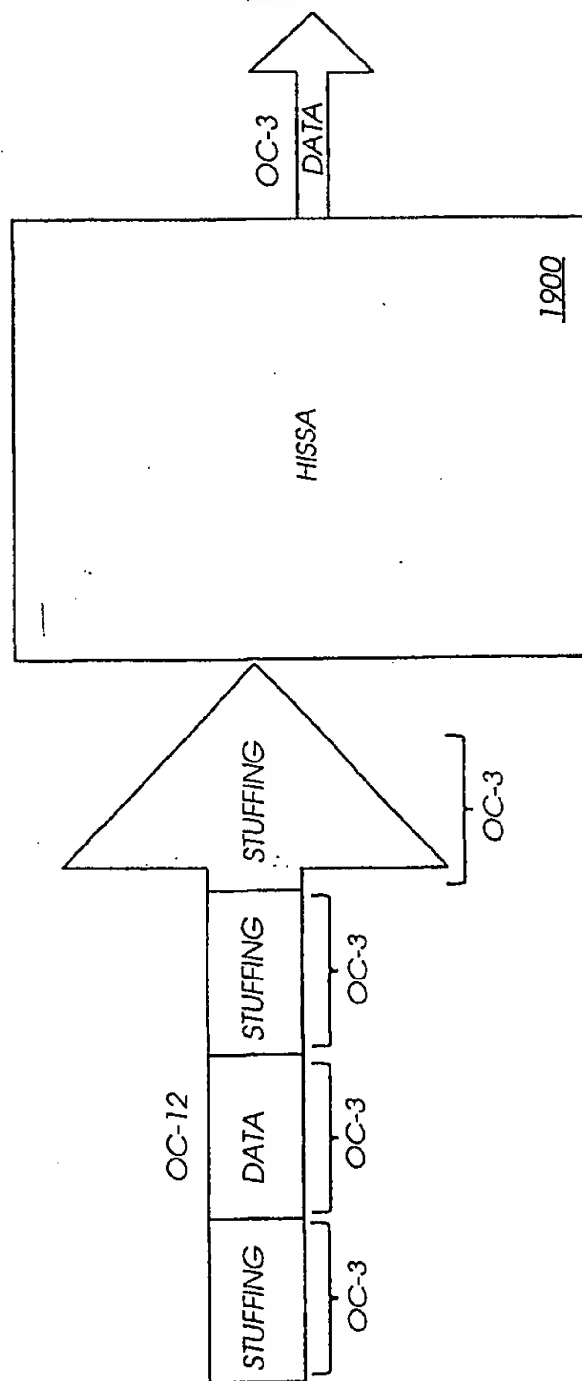 OC-12
STUFFING
DATA
STUFFING
STUFFING
OC-3
OC-3
OC-3
OC-3
HISSA
1900
OC-3
DATA